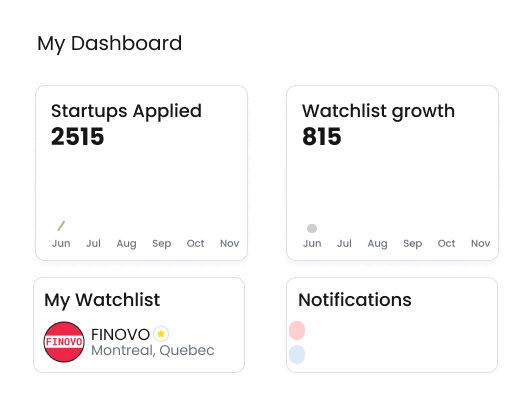 My Dashboard
Startups Applied
2515
Jun Jul Aug Sep Oct Nov
Watchlist growth
815
Jun Jul Aug Sep Oct Nov
My Watchlist
FINOVO
FINOVO
Montreal, Quebec
Notifications